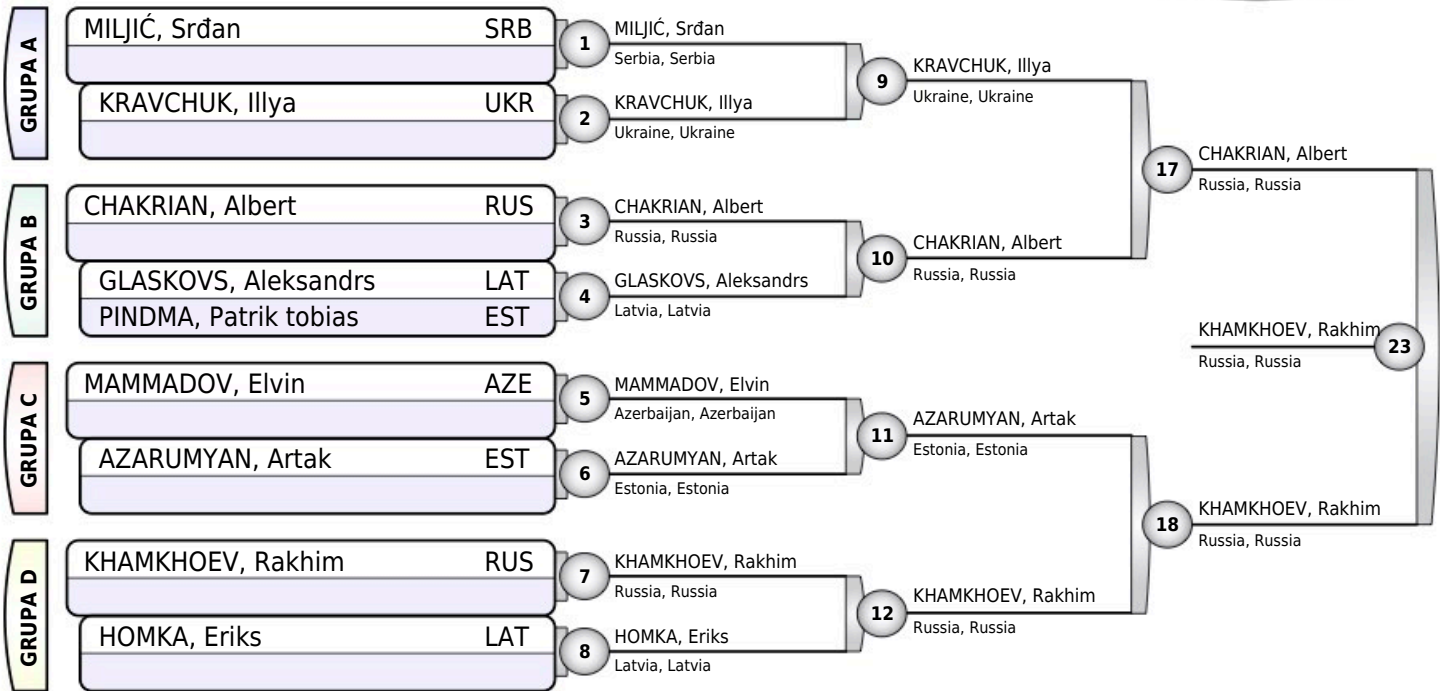 GRUPA A
MILJIĆ, Srđan SRB
KRAVCHUK, Illya UKR
GRUPA B
CHAKRIAN, Albert RUS
GLASKOVS, Aleksandrs LAT
PINDMA, Patrik tobias EST
GRUPA C
MAMMADOV, Elvin AZE
AZARUMYAN, Artak EST
GRUPA D
KHAMKHOEV, Rakhim RUS
HOMKA, Eriks LAT
1
MILJIĆ, Srđan
Serbia, Serbia
2
KRAVCHUK, Illya
Ukraine, Ukraine
3
CHAKRIAN, Albert
Russia, Russia
4
GLASKOVS, Aleksandrs
Latvia, Latvia
5
MAMMADOV, Elvin
Azerbaijan, Azerbaijan
6
AZARUMYAN, Artak
Estonia, Estonia
7
KHAMKHOEV, Rakhim
Russia, Russia
8
HOMKA, Eriks
Latvia, Latvia
9
KRAVCHUK, Illya
Ukraine, Ukraine
10
CHAKRIAN, Albert
Russia, Russia
11
AZARUMYAN, Artak
Estonia, Estonia
12
KHAMKHOEV, Rakhim
Russia, Russia
17
CHAKRIAN, Albert
Russia, Russia
18
KHAMKHOEV, Rakhim
Russia, Russia
KHAMKHOEV, Rakhim
Russia, Russia
23